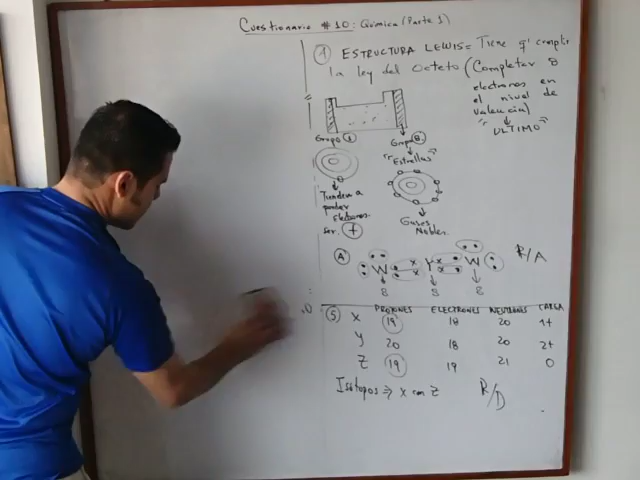 Cuestionario #10: Química (Parte 1)
1 ESTRUCTURA LEWIS= Tiene q' cumplir
la ley del Octeto (Completar 8
electrones en
el nivel de
valencia)
"ULTIMO"
Grupo 1
Grupo 8
"Estrellas"
Tienden a
perder
electrones
ser. +
Gases
Nobles.
A W Y W R/A
8 8 8
5 PROTONES ELECTRONES NEUTRONES CARGA
X 19 18 20 1+
Y 20 18 20 2+
Z 19 19 21 0
Isótopos => X con Z R/D